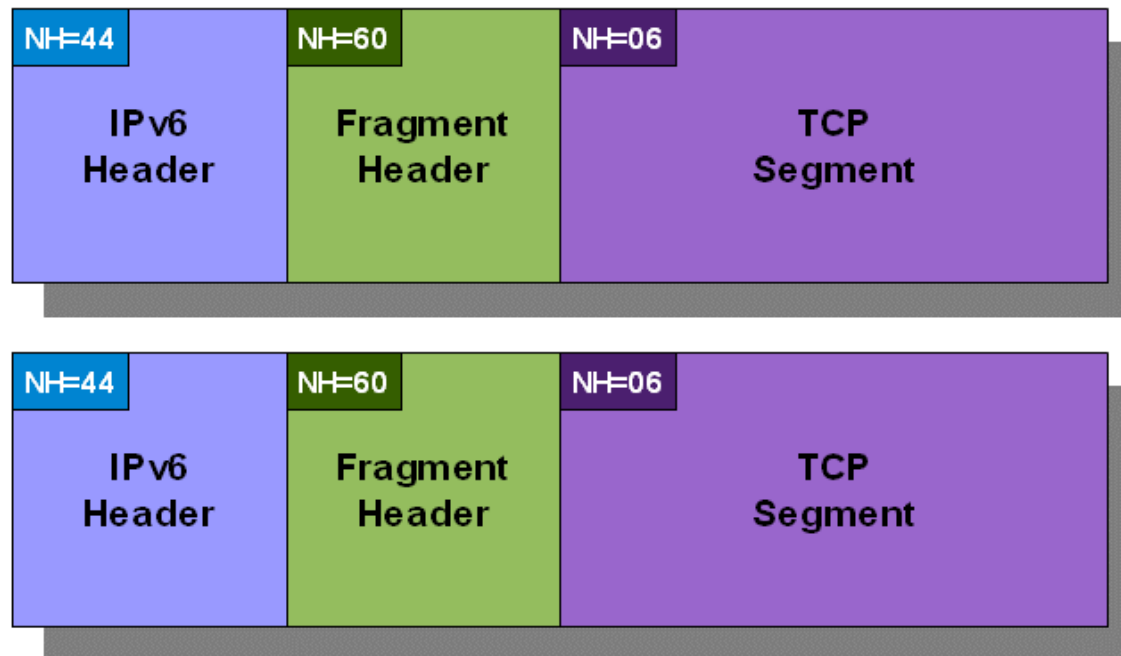 NH=44 NH=60 NH=06
IPv6 Fragment TCP
Header Header Segment
NH=44 NH=60 NH=06
IPv6 Fragment TCP
Header Header Segment